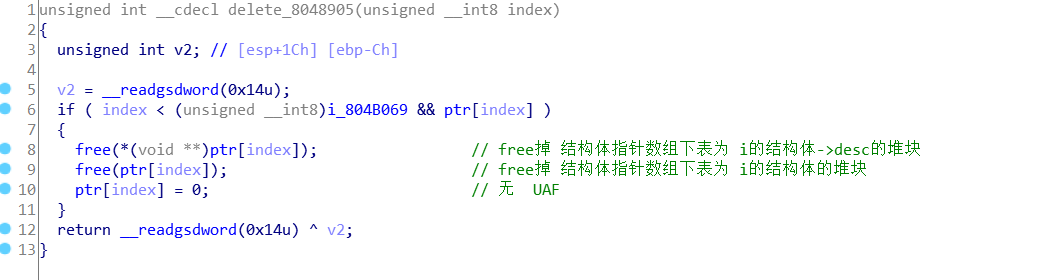 1 unsigned int __cdecl delete_8048905(unsigned __int8 index)
2 {
3 unsigned int v2; // [esp+1Ch] [ebp-Ch]
4
5 v2 = __readgsdword(0x14u);
6 if ( index < (unsigned __int8)i_804B069 && ptr[index] )
7 {
8 free(*(void **)ptr[index]); // free掉 结构体指针数组下表为 i的结构体->desc的堆块
9 free(ptr[index]); // free掉 结构体指针数组下表为 i的结构体的堆块
10 ptr[index] = 0; // 无 UAF
11 }
12 return __readgsdword(0x14u) ^ v2;
13 }